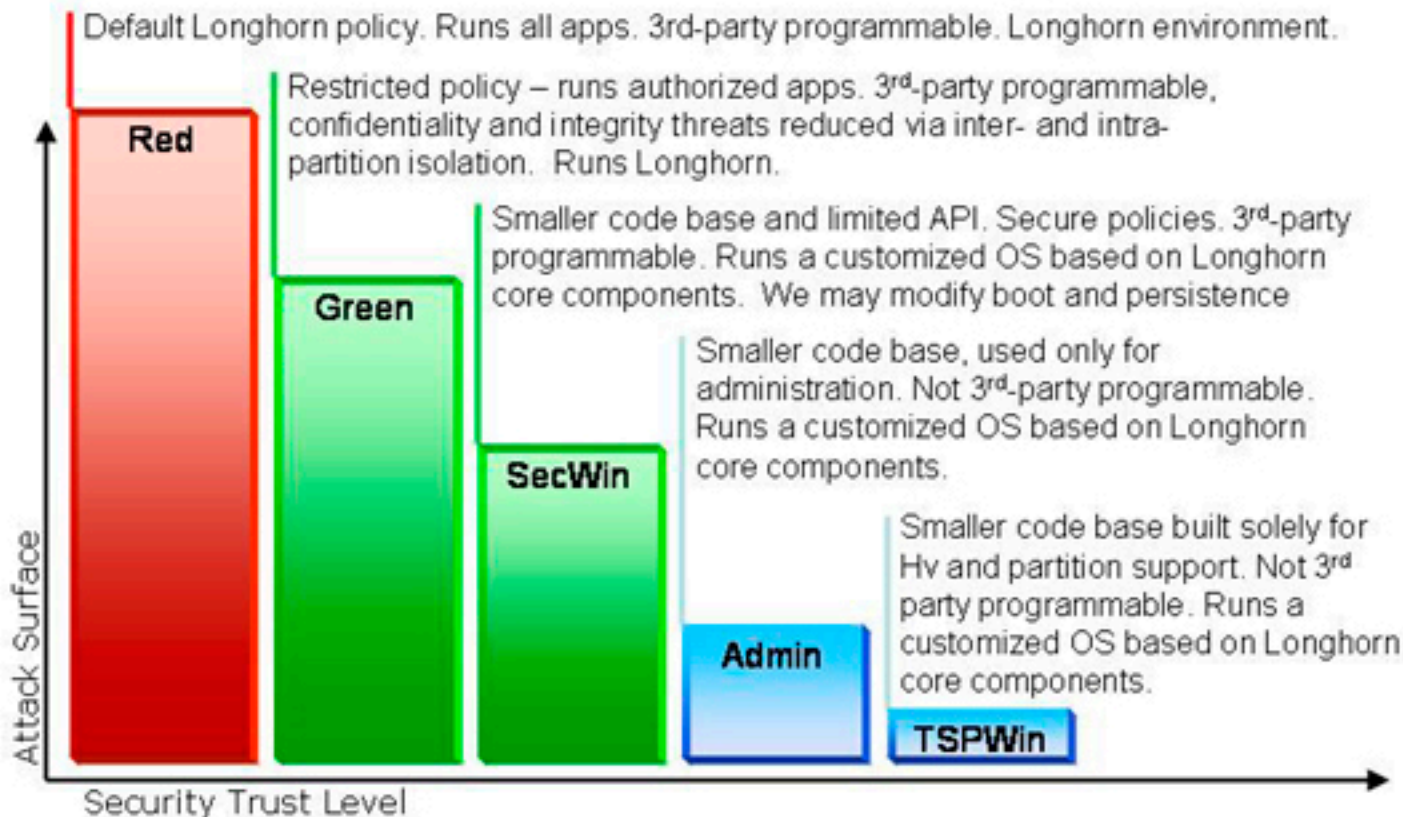 Default Longhorn policy. Runs all apps. 3rd-party programmable. Longhorn environment.
Restricted policy – runs authorized apps. 3rd-party programmable,
confidentiality and integrity threats reduced via inter- and intra-
partition isolation. Runs Longhorn.
Red
Smaller code base and limited API. Secure policies. 3rd-party
programmable. Runs a customized OS based on Longhorn
core components. We may modify boot and persistence
Green
Smaller code base, used only for
administration. Not 3rd-party programmable.
Runs a customized OS based on Longhorn
core components.
SecWin
Smaller code base built solely for
Hv and partition support. Not 3rd
party programmable. Runs a
customized OS based on Longhorn
core components.
Admin
TSPWin
Attack Surface
Security Trust Level